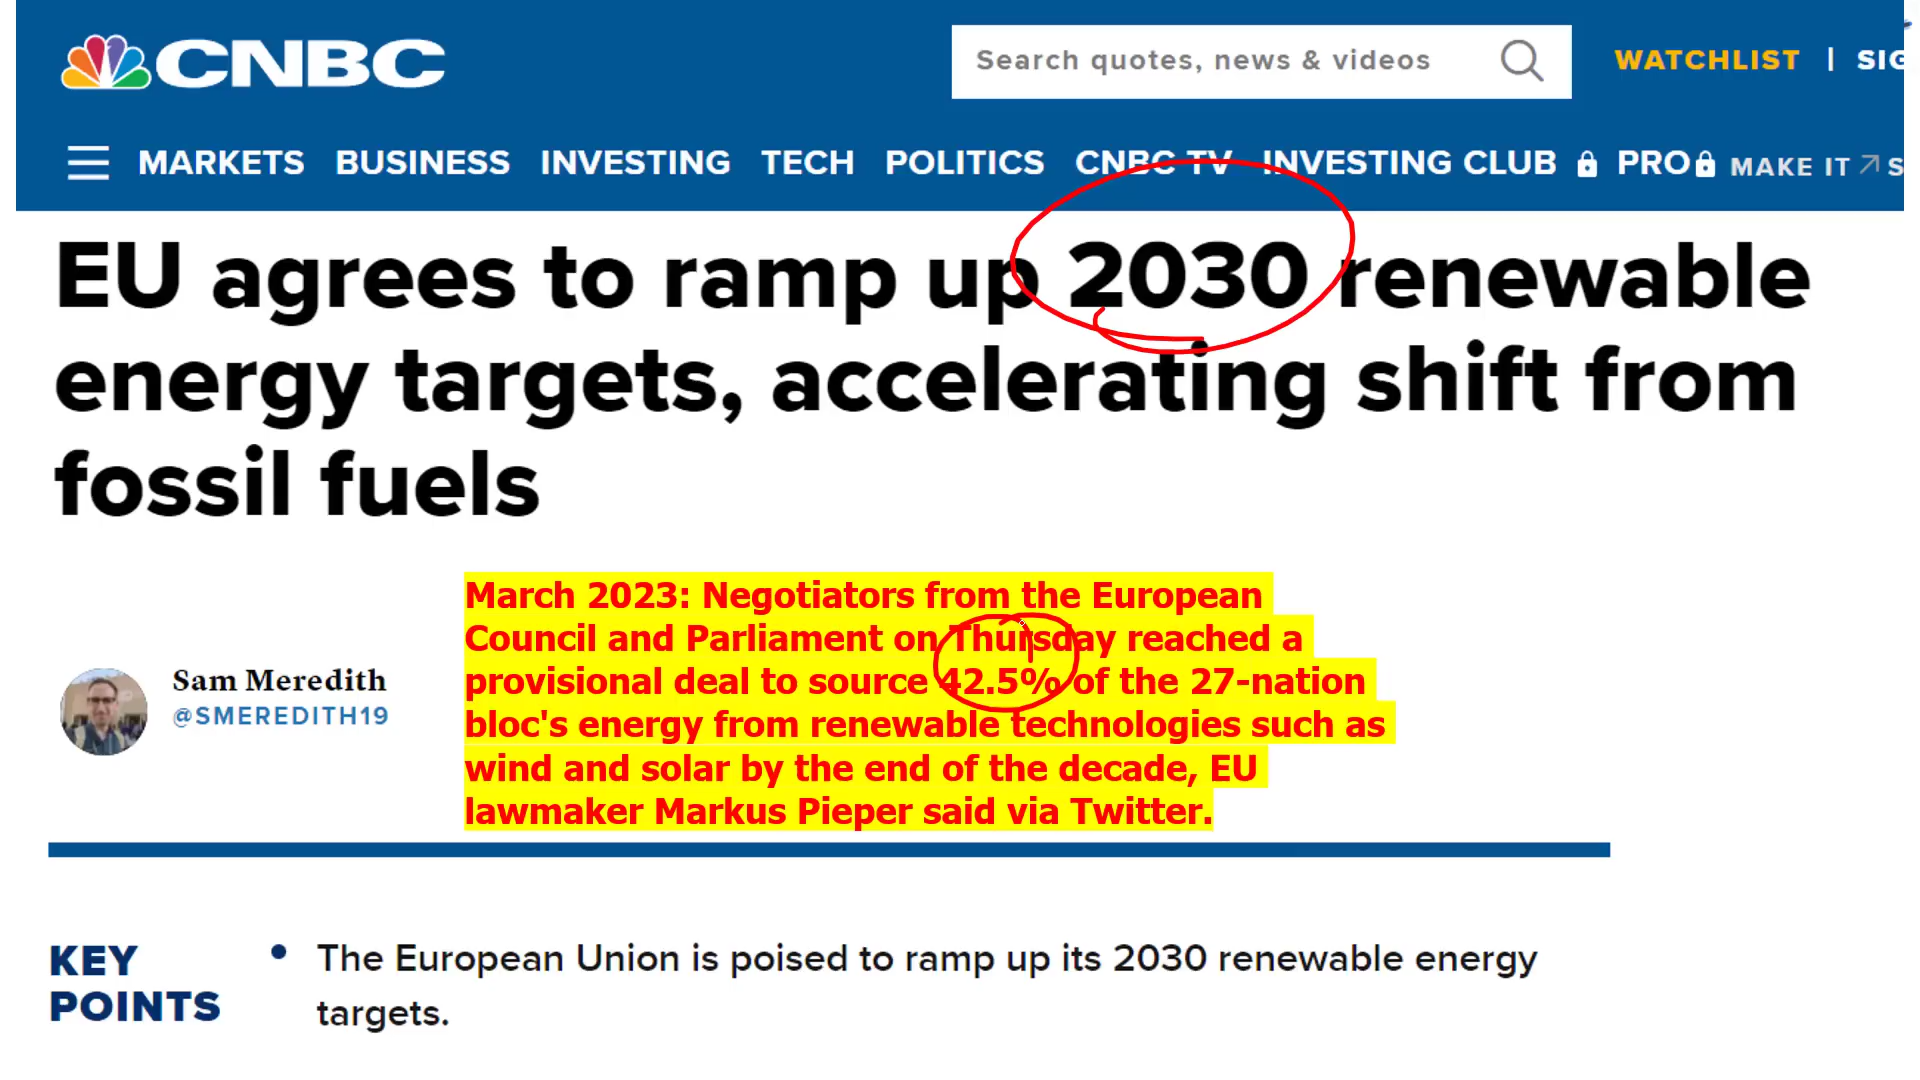 CNBC
Search quotes, news & videos
WATCHLIST |
MARKETS BUSINESS INVESTING TECH POLITICS CNBC TV INVESTING CLUB PRO MAKE IT
EU agrees to ramp up 2030 renewable
energy targets, accelerating shift from
fossil fuels
March 2023: Negotiators from the European
Council and Parliament on Thursday reached a
provisional deal to source 42.5% of the 27-nation
bloc's energy from renewable technologies such as
wind and solar by the end of the decade, EU
lawmaker Markus Pieper said via Twitter.
Sam Meredith
@SMEREDITH19
KEY
POINTS
• The European Union is poised to ramp up its 2030 renewable energy
targets.